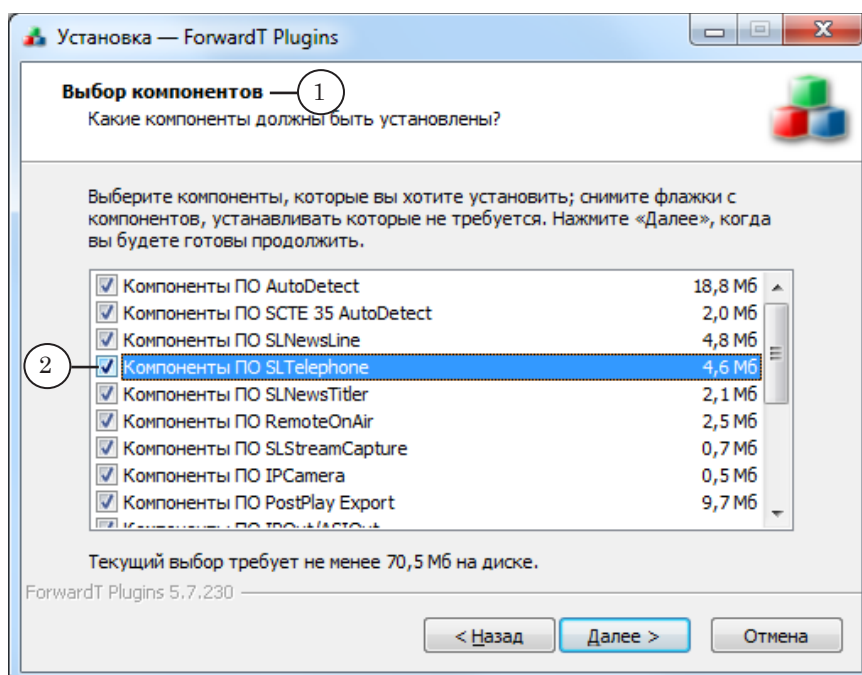 Установка — ForwardT Plugins
Выбор компонентов
1
Какие компоненты должны быть установлены?
Выберите компоненты, которые вы хотите установить; снимите флажки с
компонентов, устанавливать которые не требуется. Нажмите «Далее», когда
вы будете готовы продолжить.
Компоненты ПО AutoDetect 18,8 Мб
Компоненты ПО SCTE 35 AutoDetect 2,0 Мб
Компоненты ПО SLNewsLine 4,8 Мб
2 Компоненты ПО SLTelephone 4,6 Мб
Компоненты ПО SLNewsTitler 2,1 Мб
Компоненты ПО RemoteOnAir 2,5 Мб
Компоненты ПО SLStreamCapture 0,7 Мб
Компоненты ПО IPCamera 0,5 Мб
Компоненты ПО PostPlay Export 9,7 Мб
Компоненты ПО IPOut/ASIOut
Текущий выбор требует не менее 70,5 Мб на диске.
ForwardT Plugins 5.7.230
< Назад Далее > Отмена